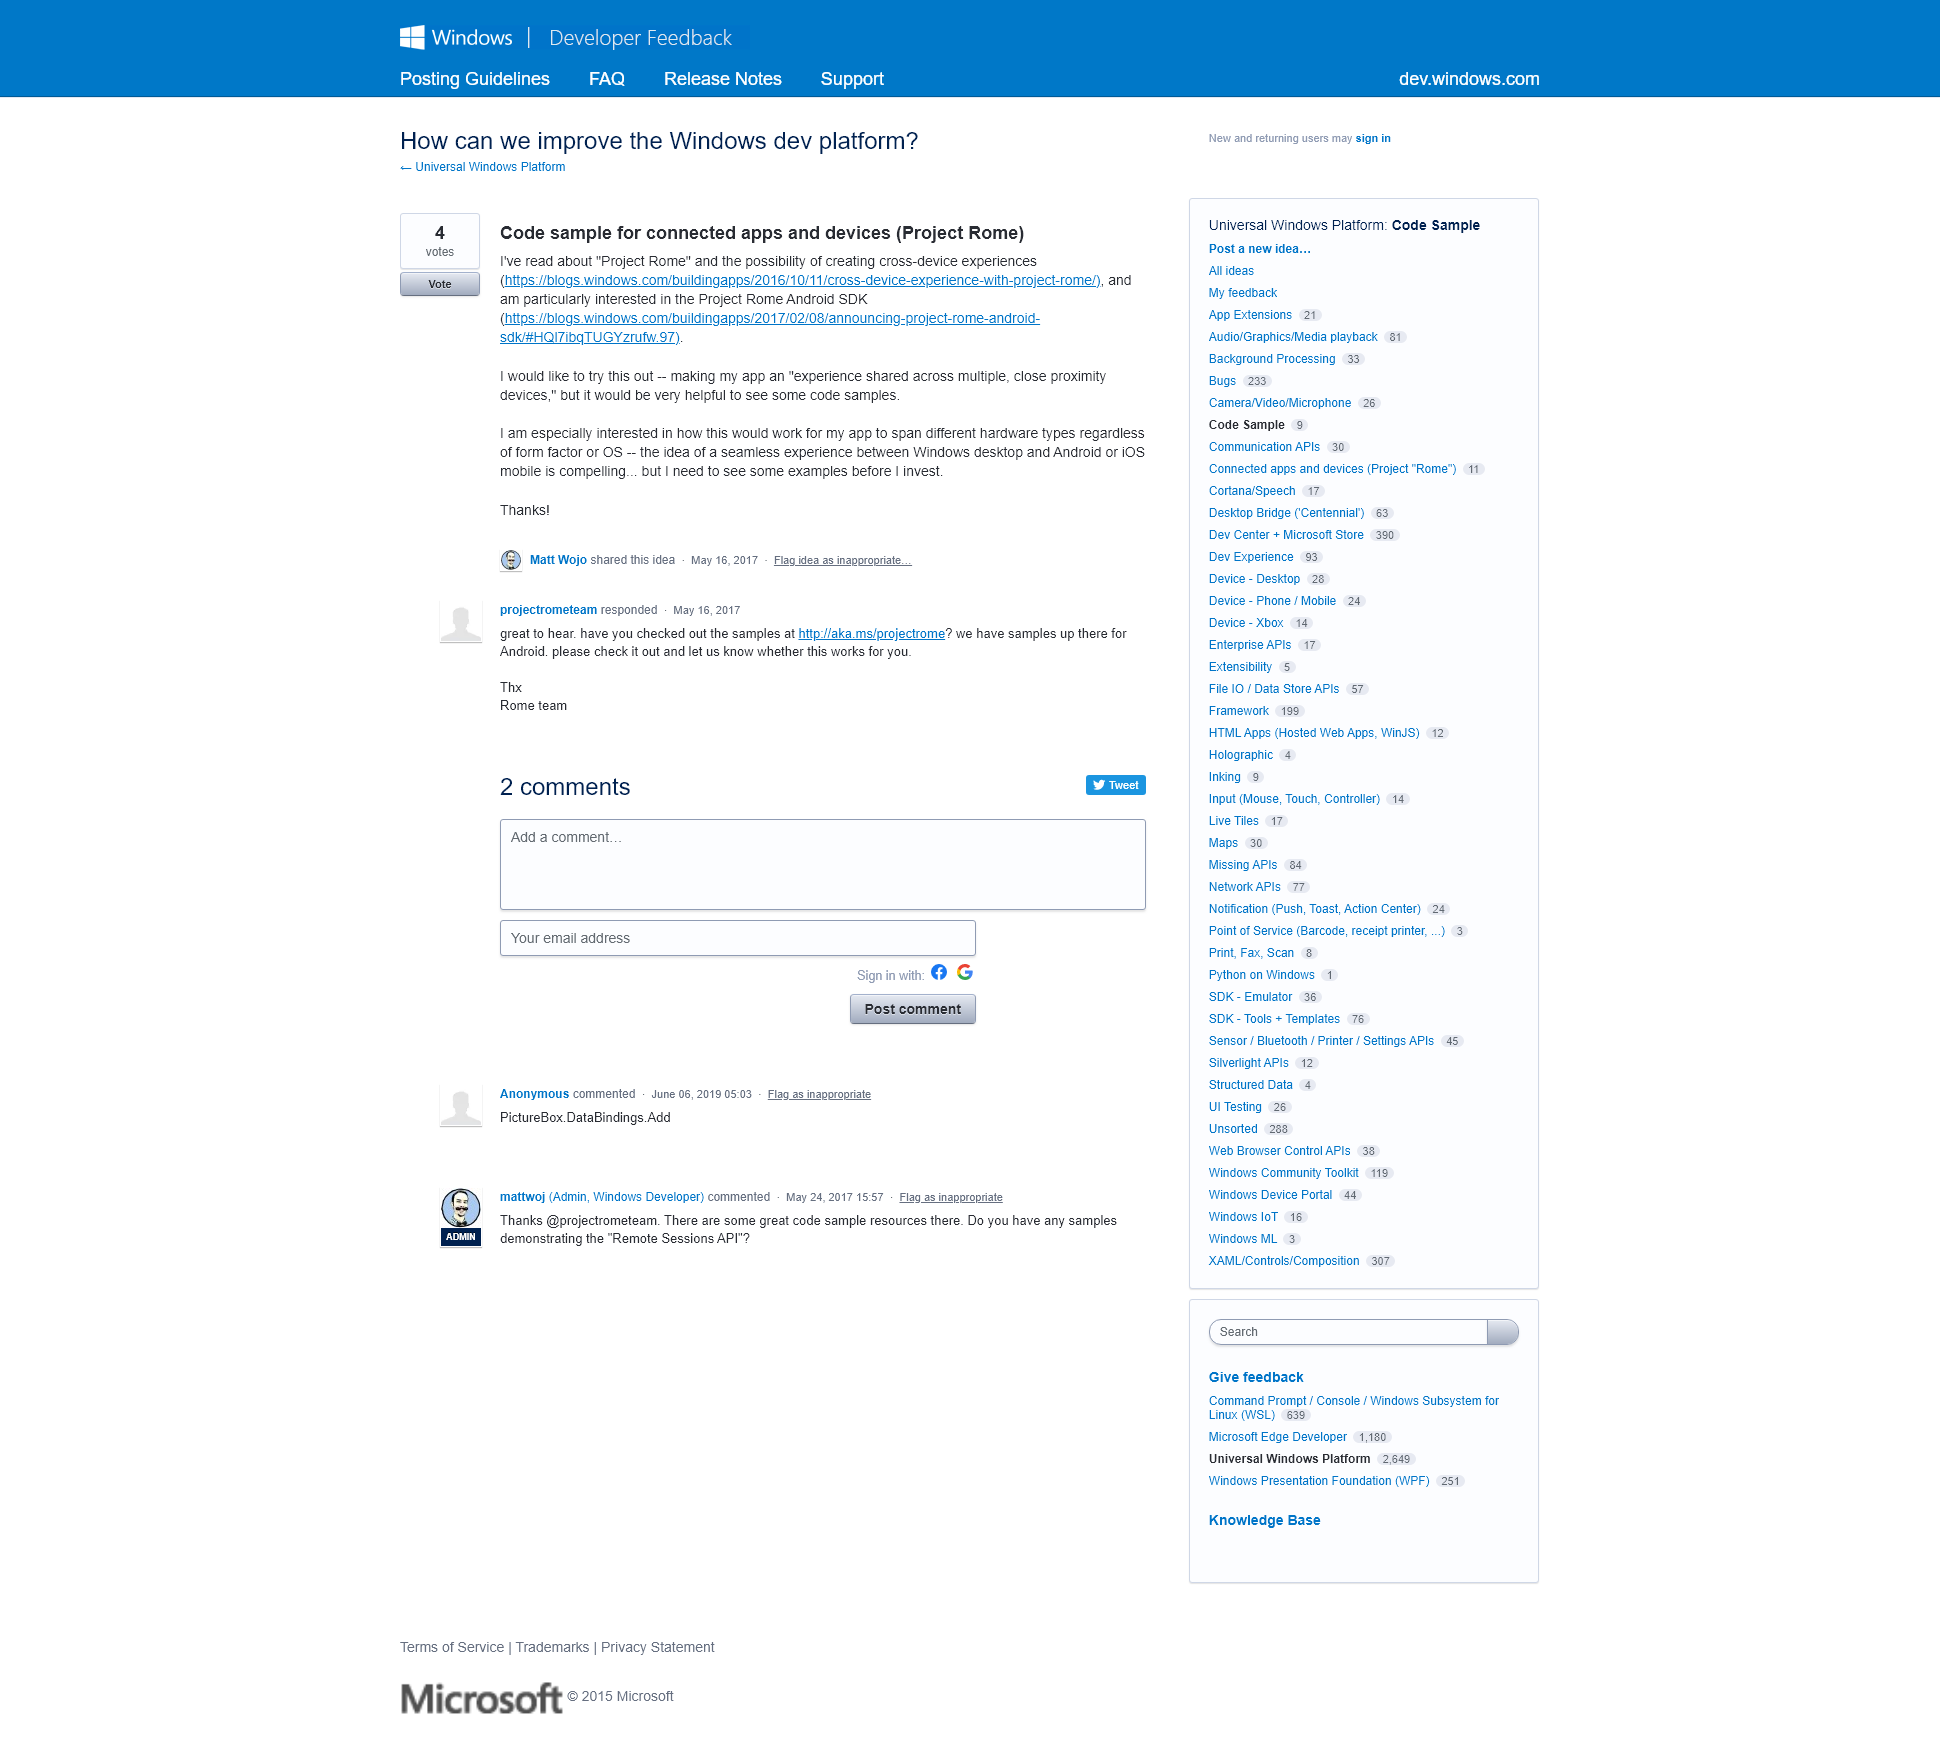 Windows | Developer Feedback
Posting Guidelines FAQ Release Notes Support dev.windows.com
How can we improve the Windows dev platform?
← Universal Windows Platform
New and returning users may sign in
4
votes
Vote
Code sample for connected apps and devices (Project Rome)
I've read about "Project Rome" and the possibility of creating cross-device experiences
(https://blogs.windows.com/buildingapps/2016/10/11/cross-device-experience-with-project-rome/), and
am particularly interested in the Project Rome Android SDK
(https://blogs.windows.com/buildingapps/2017/02/08/announcing-project-rome-android-
sdk/#HQl7ibqTUGYzrufw.97).
I would like to try this out -- making my app an "experience shared across multiple, close proximity
devices," but it would be very helpful to see some code samples.
I am especially interested in how this would work for my app to span different hardware types regardless
of form factor or OS -- the idea of a seamless experience between Windows desktop and Android or iOS
mobile is compelling... but I need to see some examples before I invest.
Thanks!
Matt Wojo shared this idea · May 16, 2017 · Flag idea as inappropriate…
projectrometeam responded · May 16, 2017
great to hear. have you checked out the samples at http://aka.ms/projectrome? we have samples up there for
Android. please check it out and let us know whether this works for you.
Thx
Rome team
2 comments
Tweet
Add a comment…
Your email address
Sign in with:
Post comment
Anonymous commented · June 06, 2019 05:03 · Flag as inappropriate
PictureBox.DataBindings.Add
mattwoj (Admin, Windows Developer) commented · May 24, 2017 15:57 · Flag as inappropriate
ADMIN
Thanks @projectrometeam. There are some great code sample resources there. Do you have any samples
demonstrating the "Remote Sessions API"?
Universal Windows Platform: Code Sample
Post a new idea…
All ideas
My feedback
App Extensions 21
Audio/Graphics/Media playback 81
Background Processing 33
Bugs 233
Camera/Video/Microphone 26
Code Sample 9
Communication APIs 30
Connected apps and devices (Project "Rome") 11
Cortana/Speech 17
Desktop Bridge ('Centennial') 63
Dev Center + Microsoft Store 390
Dev Experience 93
Device - Desktop 28
Device - Phone / Mobile 24
Device - Xbox 14
Enterprise APIs 17
Extensibility 5
File IO / Data Store APIs 57
Framework 199
HTML Apps (Hosted Web Apps, WinJS) 12
Holographic 4
Inking 9
Input (Mouse, Touch, Controller) 14
Live Tiles 17
Maps 30
Missing APIs 84
Network APIs 77
Notification (Push, Toast, Action Center) 24
Point of Service (Barcode, receipt printer, ...) 3
Print, Fax, Scan 8
Python on Windows 1
SDK - Emulator 36
SDK - Tools + Templates 76
Sensor / Bluetooth / Printer / Settings APIs 45
Silverlight APIs 12
Structured Data 4
UI Testing 26
Unsorted 288
Web Browser Control APIs 38
Windows Community Toolkit 119
Windows Device Portal 44
Windows IoT 16
Windows ML 3
XAML/Controls/Composition 307
Search
Give feedback
Command Prompt / Console / Windows Subsystem for
Linux (WSL) 639
Microsoft Edge Developer 1,180
Universal Windows Platform 2,649
Windows Presentation Foundation (WPF) 251
Knowledge Base
Terms of Service | Trademarks | Privacy Statement
Microsoft © 2015 Microsoft